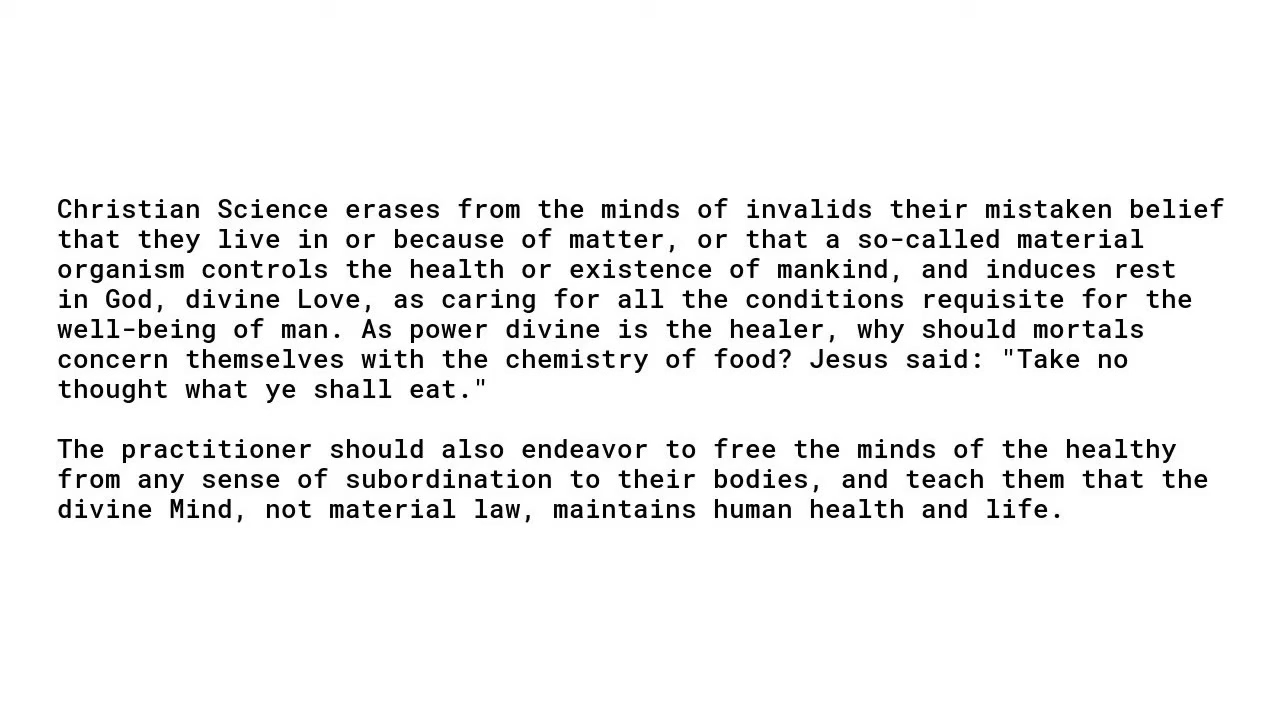 Christian Science erases from the minds of invalids their mistaken belief
that they live in or because of matter, or that a so-called material
organism controls the health or existence of mankind, and induces rest
in God, divine Love, as caring for all the conditions requisite for the
well-being of man. As power divine is the healer, why should mortals
concern themselves with the chemistry of food? Jesus said: "Take no
thought what ye shall eat."
The practitioner should also endeavor to free the minds of the healthy
from any sense of subordination to their bodies, and teach them that the
divine Mind, not material law, maintains human health and life.